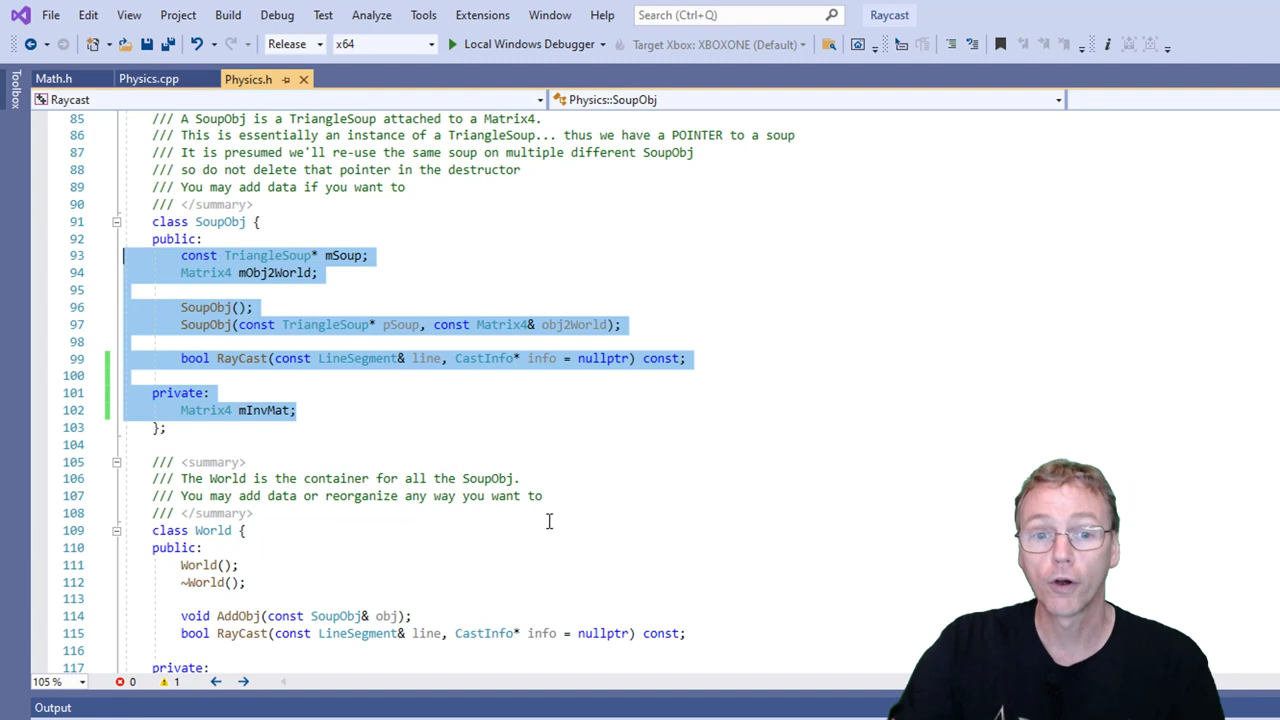 File Edit View Project Build Debug Test Analyze Tools Extensions Window Help Search (Ctrl+Q) Raycast
Release x64 Local Windows Debugger Target Xbox: XBOXONE (Default)
Toolbox
Math.h Physics.cpp Physics.h
Raycast Physics::SoupObj
85 /// A SoupObj is a TriangleSoup attached to a Matrix4.
86 /// This is essentially an instance of a TriangleSoup... thus we have a POINTER to a soup
87 /// It is presumed we'll re-use the same soup on multiple different SoupObj
88 /// so do not delete that pointer in the destructor
89 /// You may add data if you want to
90 /// </summary>
91 class SoupObj {
92 public:
93 const TriangleSoup* mSoup;
94 Matrix4 mObj2World;
95
96 SoupObj();
97 SoupObj(const TriangleSoup* pSoup, const Matrix4& obj2World);
98
99 bool RayCast(const LineSegment& line, CastInfo* info = nullptr) const;
100
101 private:
102 Matrix4 mInvMat;
103 };
104
105 /// <summary>
106 /// The World is the container for all the SoupObj.
107 /// You may add data or reorganize any way you want to
108 /// </summary>
109 class World {
110 public:
111 World();
112 ~World();
113
114 void AddObj(const SoupObj& obj);
115 bool RayCast(const LineSegment& line, CastInfo* info = nullptr) const;
116
117 private:
105 % 0 1
Output